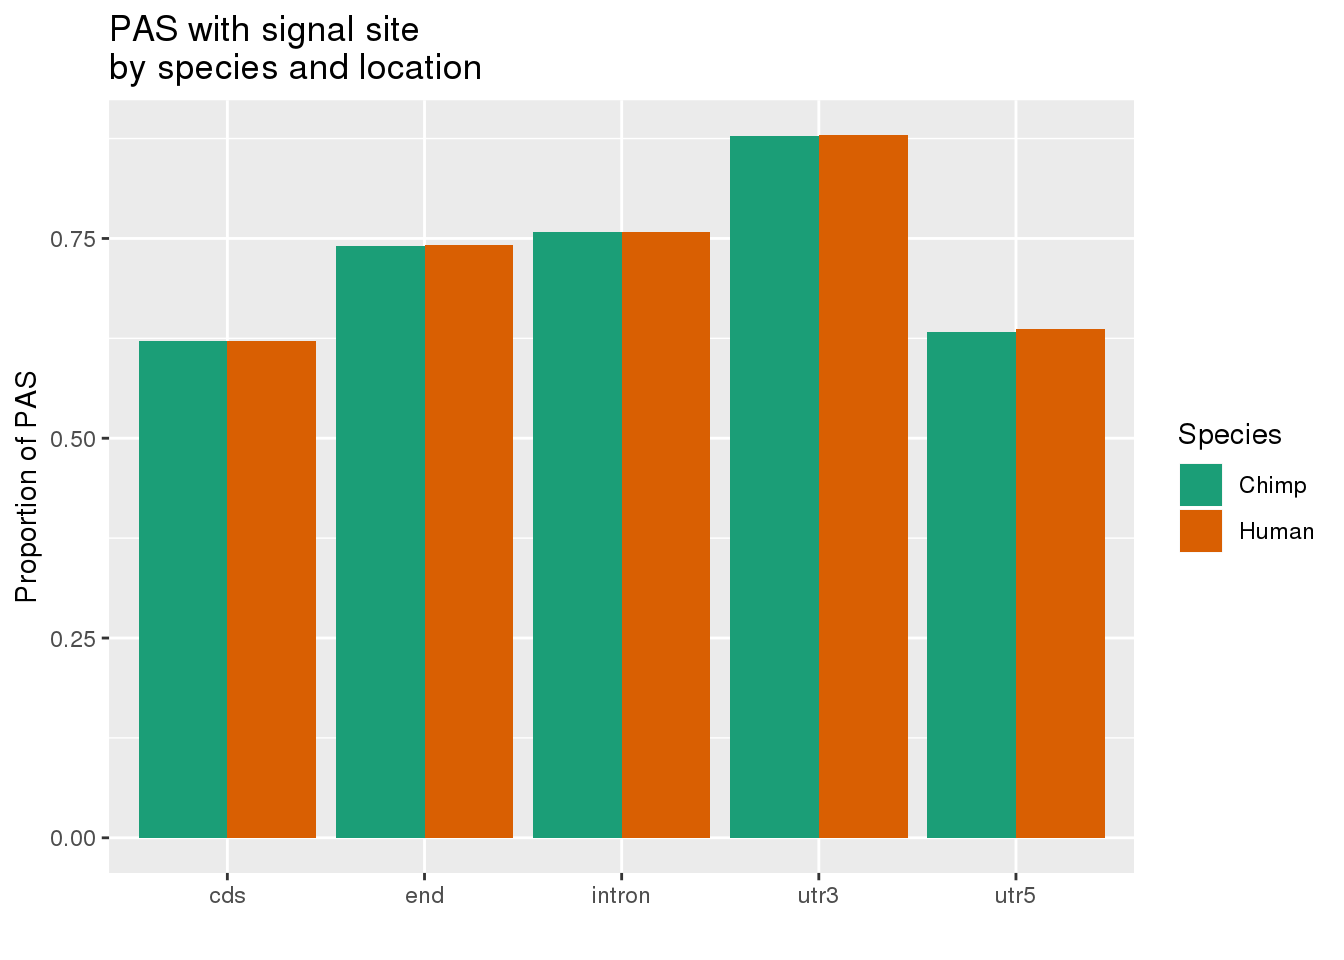 PAS with signal site
by species and location
Proportion of PAS
0.75
0.50
0.25
0.00
cds
end
intron
utr3
utr5
Species
Chimp
Human